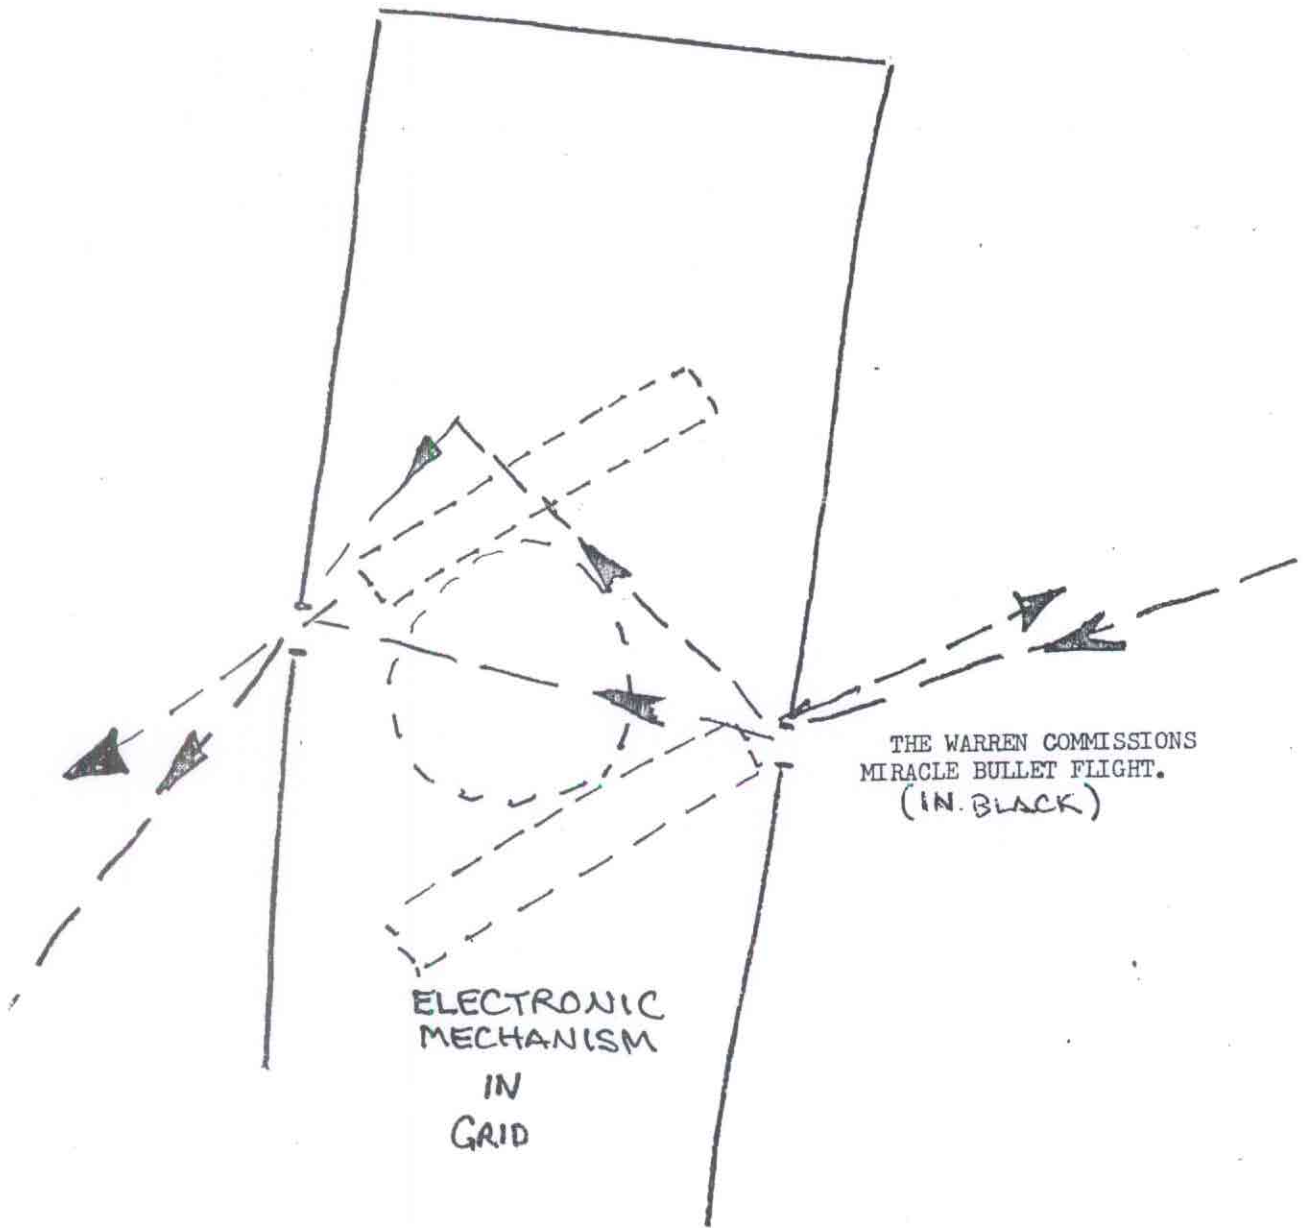 THE WARREN COMMISSIONS
MIRACLE BULLET FLIGHT.
(IN. BLACK)
ELECTRONIC
MECHANISM
IN
GRID